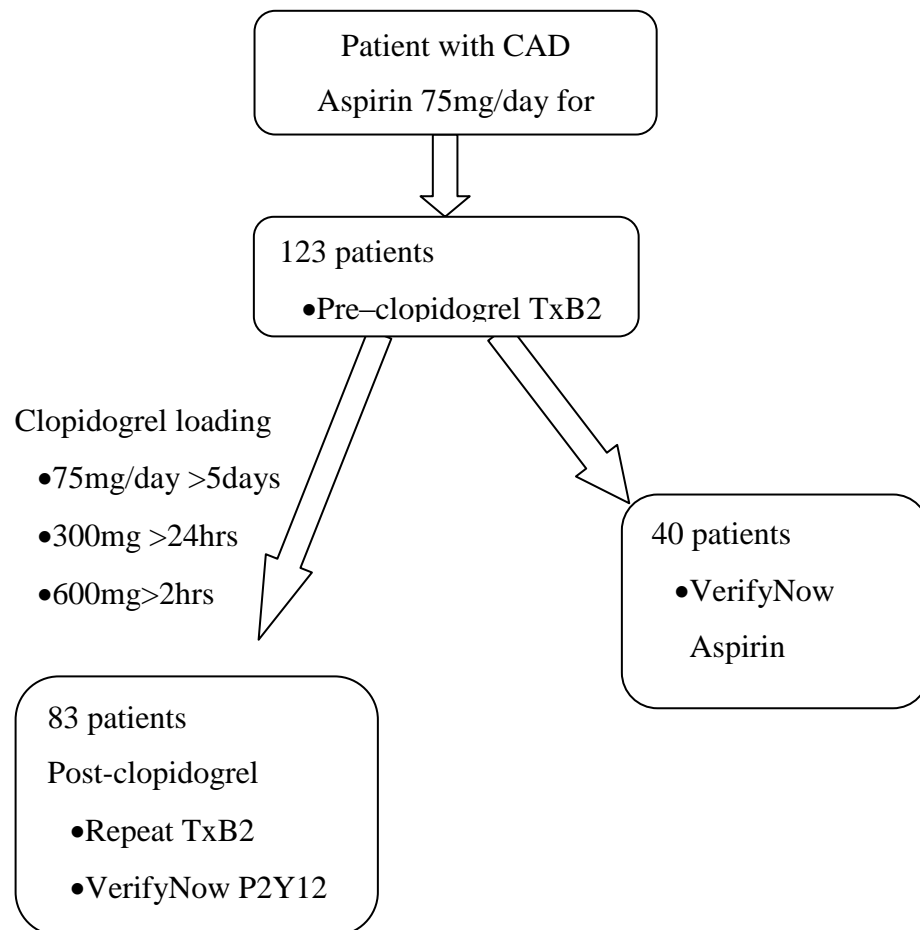 Patient with CAD
Aspirin 75mg/day for
123 patients
•Pre–clopidogrel TxB2
Clopidogrel loading
•75mg/day >5days
•300mg >24hrs
•600mg>2hrs
40 patients
•VerifyNow
Aspirin
83 patients
Post-clopidogrel
•Repeat TxB2
•VerifyNow P2Y12